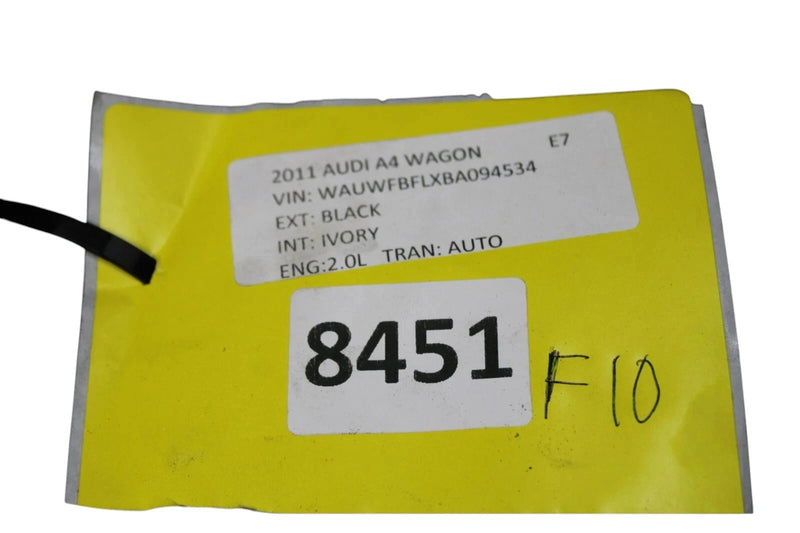 2011 AUDI A4 WAGON E7
VIN: WAUWFBFLXBA094534
EXT: BLACK
INT: IVORY
ENG:2.0L TRAN: AUTO
8451
F10